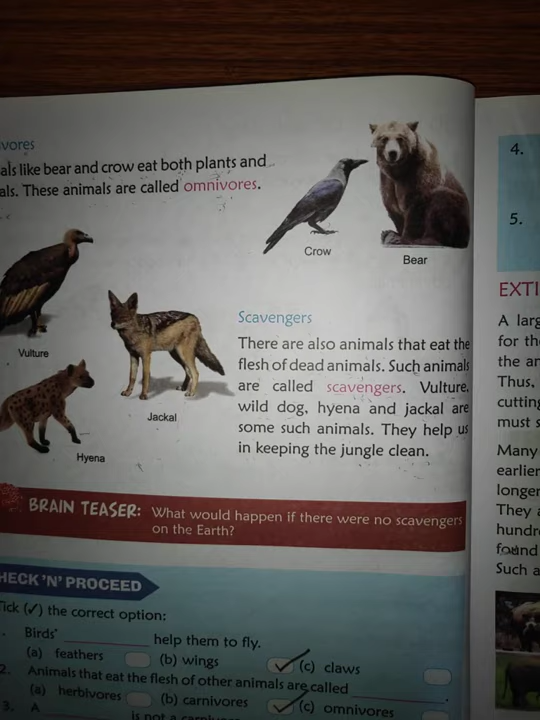 ivores
als like bear and crow eat both plants and
als. These animals are called omnivores.
Crow
Bear
Vulture
Jackal
Hyena
Scavengers
There are also animals that eat the
flesh of dead animals. Such animals
are called scavengers. Vulture,
wild dog, hyena and jackal are
some such animals. They help us
in keeping the jungle clean.
BRAIN TEASER: What would happen if there were no scavengers
on the Earth?
HECK 'N' PROCEED
Tick (✓) the correct option:
. Birds' ________ help them to fly.
(a) feathers (b) wings ✓ (c) claws
2. Animals that eat the flesh of other animals are called ________.
(a) herbivores (b) carnivores ✓ (c) omnivores
3. A ________ is not a
4.
5.
EXTI
A larg
for the
the an
Thus,
cutting
must s
Many
earlier
longer
They a
hundre
found
Such a